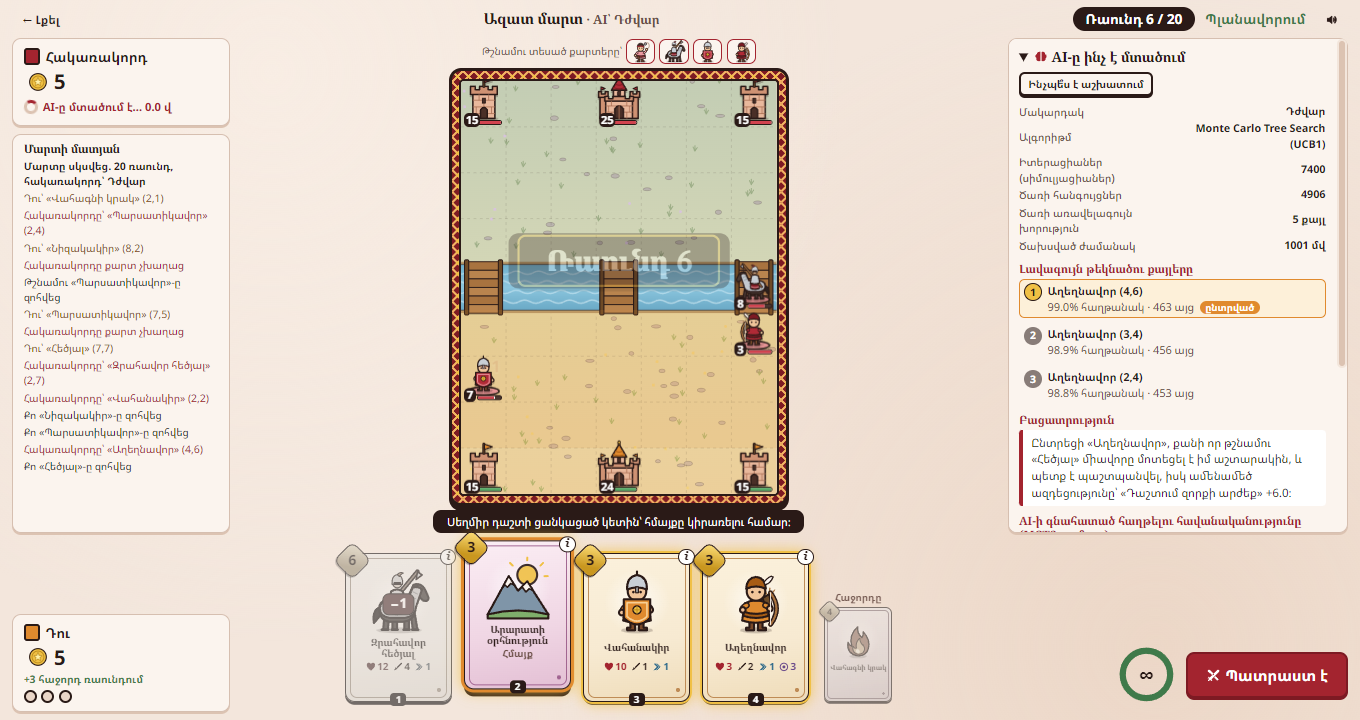 ← Լքել
Ազատ մարտ · AI՝ Դժվար
Ռաունդ 6 / 20
Պլանավորում
Հակառակորդ
5
AI-ը մտածում է… 0.0 վ
Մարտի մատյան
Մարտը սկսվեց. 20 ռաունդ,
հակառակորդ՝ Դժվար
Դու՝ «Վահագնի կրակ» (2,1)
Հակառակորդը՝ «Պարսատիկավոր»
(2,4)
Դու՝ «Նիզակակիր» (8,2)
Հակառակորդը քարտ չխաղաց
Թշնամու «Պարսատիկավոր»-ը
զոհվեց
Դու՝ «Պարսատիկավոր» (7,5)
Հակառակորդը քարտ չխաղաց
Դու՝ «Հեծյալ» (7,7)
Հակառակորդը՝ «Զրահավոր հեծյալ»
(2,7)
Հակառակորդը՝ «Վահանակիր» (2,2)
Քո «Նիզակակիր»-ը զոհվեց
Քո «Պարսատիկավոր»-ը զոհվեց
Հակառակորդը՝ «Աղեղնավոր» (4,6)
Քո «Հեծյալ»-ը զոհվեց
Դու
5
+3 հաջորդ ռաունդում
Թշնամու տեսած քարտերը՝
15
25
15
Ռաունդ 6
8
3
7
15
24
15
Սեղմիր դաշտի ցանկացած կետին՝ հմայքը կիրառելու համար:
6
i
−1
Զրահավոր
հեծյալ
12 4 1
1
3
i
Արարատի
օրհնություն
Հմայք
2
3
i
Վահանակիր
10 1 1
3
3
i
Աղեղնավոր
3 2 1 3
4
Հաջորդը
4
Վահագնի կրակ
▼ AI-ը ինչ է մտածում
Ինչպե՞ս է աշխատում
Մակարդակ
Դժվար
Ալգորիթմ
Monte Carlo Tree Search
(UCB1)
Իտերացիաներ
(սիմուլյացիաներ)
7400
Ծառի հանգույցներ
4906
Ծառի առավելագույն
խորություն
5 քայլ
Ծախսված ժամանակ
1001 մվ
Լավագույն թեկնածու քայլերը
1
Աղեղնավոր (4,6)
99.0% հաղթանակ · 463 այց ընտրված
2
Աղեղնավոր (3,4)
98.9% հաղթանակ · 456 այց
3
Աղեղնավոր (2,4)
98.8% հաղթանակ · 453 այց
Բացատրություն
Ընտրեցի «Աղեղնավոր», քանի որ թշնամու
«Հեծյալ» միավորը մոտեցել է իմ աշտարակին, և
պետք է պաշտպանվել, իսկ ամենամեծ
ազդեցությունը՝ «Դաշտում զորքի արժեք» +6.0:
AI-ի գնահատած հաղթելու հավանականությունը
∞
Պատրաստ է